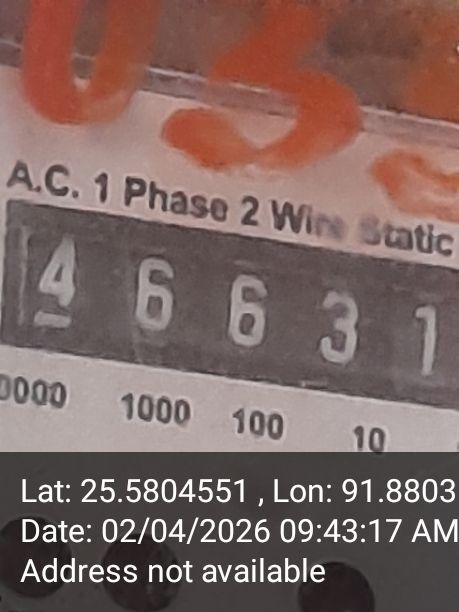 035
A.C. 1 Phase 2 Wire Static
4 6 6 3 1
0000 1000 100 10
Lat: 25.5804551 , Lon: 91.8803
Date: 02/04/2026 09:43:17 AM
Address not available